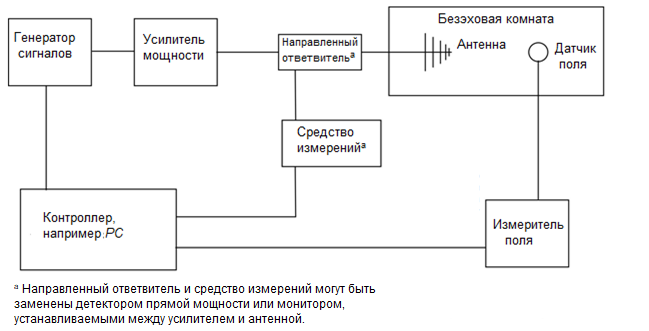 Генератор
сигналов
Усилитель
мощности
Направленный
ответвительª
Безэховая комната
Антенна
Датчик
поля
Средство
измеренийª
Контроллер,
например,PC
Измеритель
поля
ª Направленный ответвитель и средство измерений могут быть
заменены детектором прямой мощности или монитором,
устанавливаемыми между усилителем и антенной.